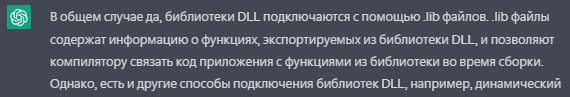 В общем случае да, библиотеки DLL подключаются с помощью .lib файлов. .lib файлы
содержат информацию о функциях, экспортируемых из библиотеки DLL, и позволяют
компилятору связать код приложения с функциями из библиотеки во время сборки.
Однако, есть и другие способы подключения библиотек DLL, например, динамический